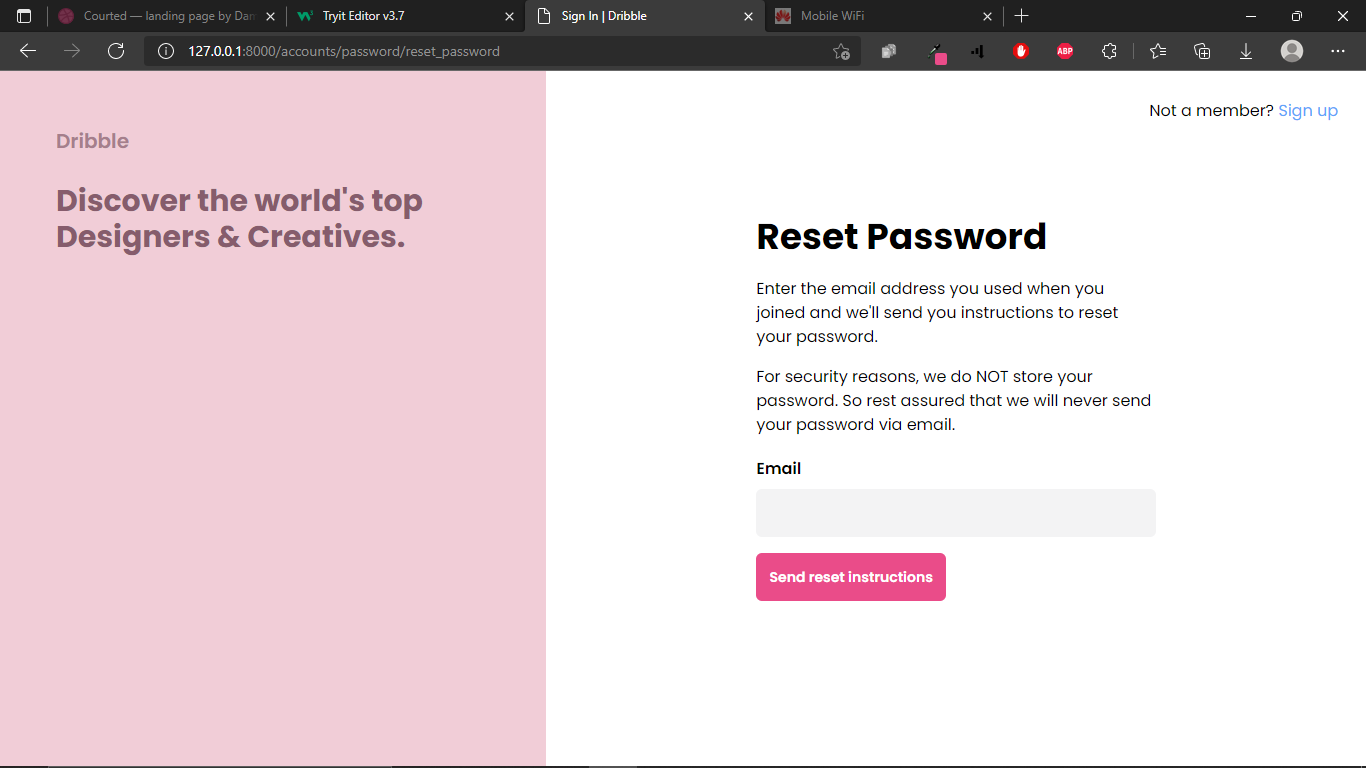 Courted — landing page by Dan
Tryit Editor v3.7
Sign In | Dribble
Mobile WiFi
127.0.0.1:8000/accounts/password/reset_password
ABP
Not a member? Sign up
Dribble
Discover the world's top
Designers & Creatives.
Reset Password
Enter the email address you used when you
joined and we'll send you instructions to reset
your password.
For security reasons, we do NOT store your
password. So rest assured that we will never send
your password via email.
Email
Send reset instructions